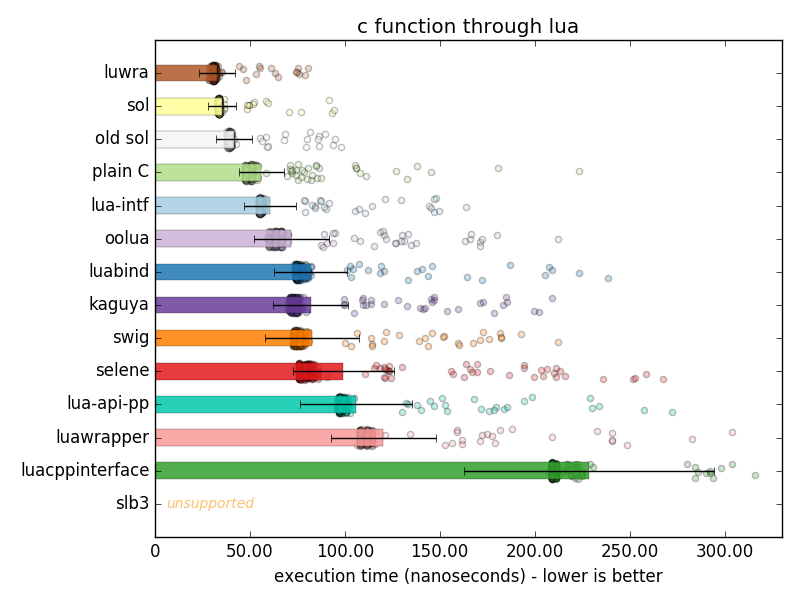 c function through lua
luwra
sol
old sol
plain C
lua-intf
oolua
luabind
kaguya
swig
selene
lua-api-pp
luawrapper
luacppinterface
slb3 unsupported
0 50.00 100.00 150.00 200.00 250.00 300.00
execution time (nanoseconds) - lower is better